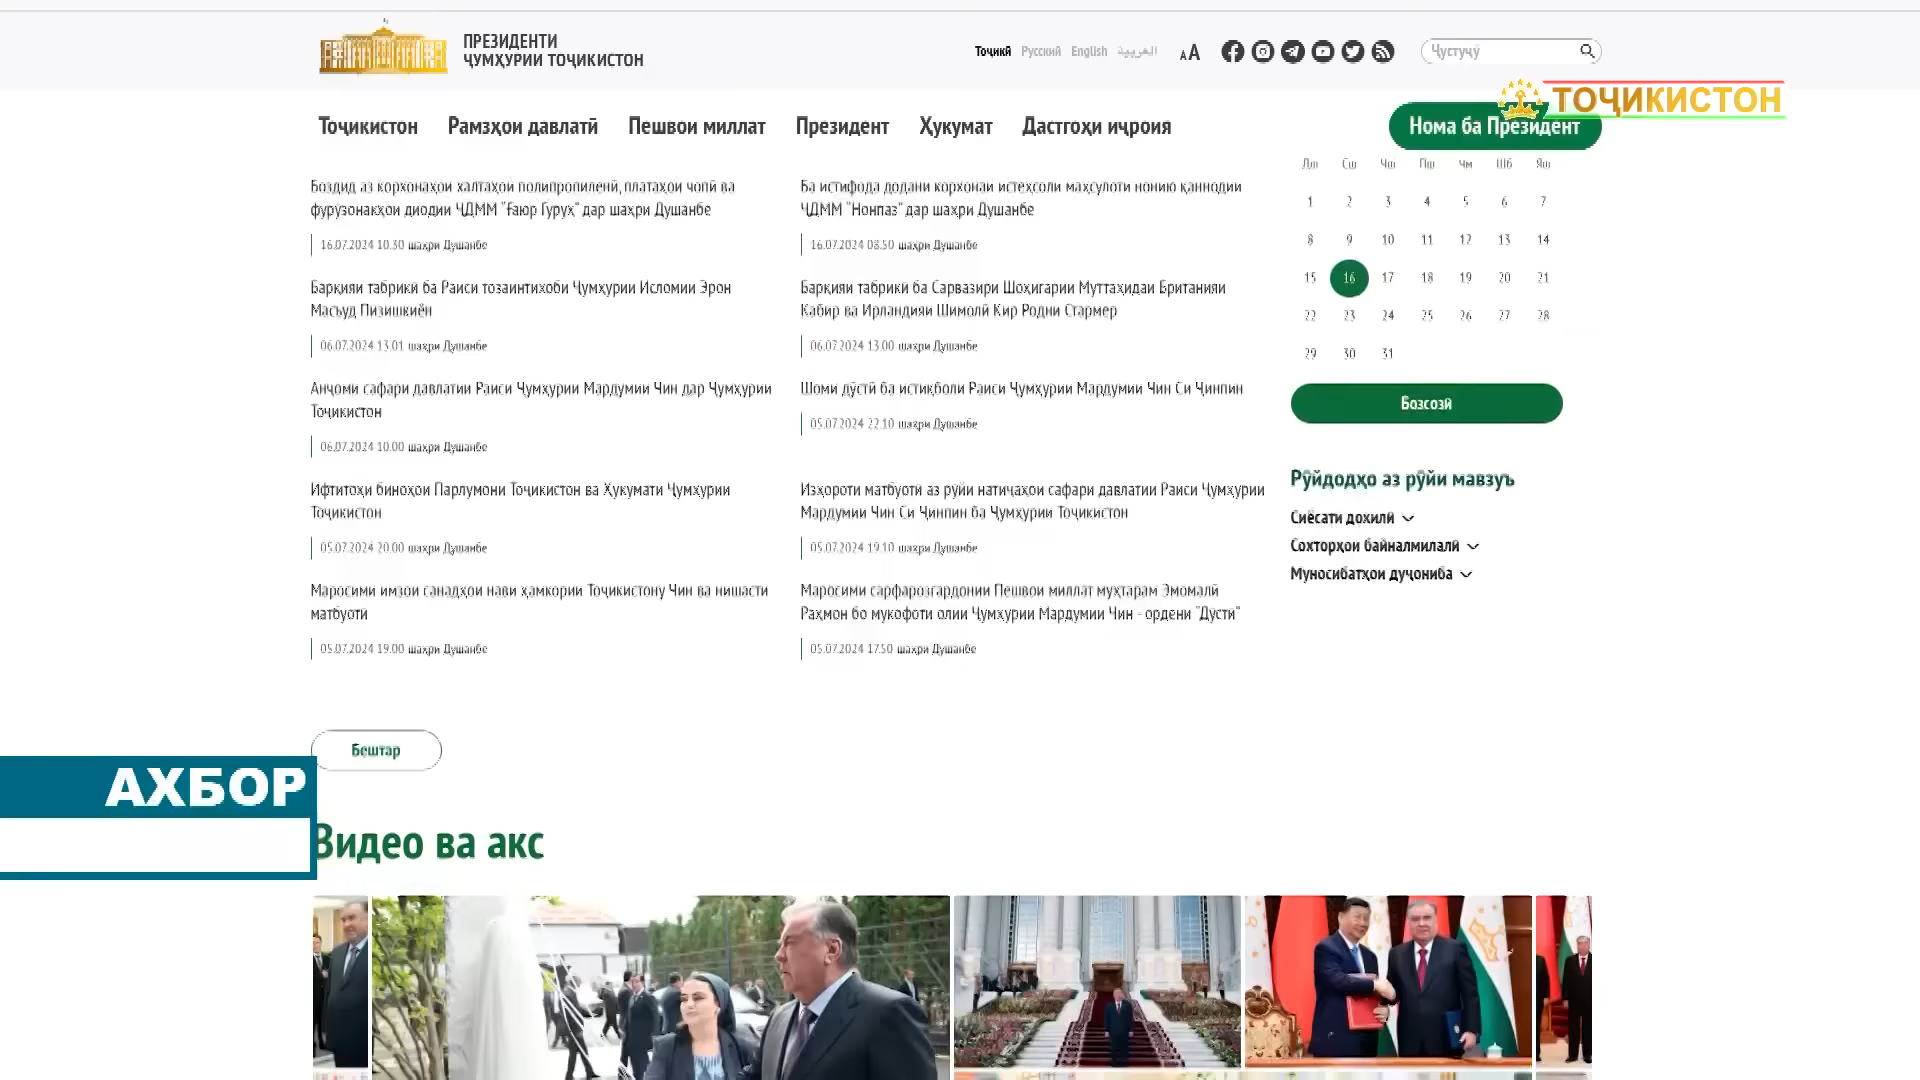 ПРЕЗИДЕНТИ
ҶУМҲУРИИ ТОҶИКИСТОН
Тоҷикӣ Русский English العربية
AA
Ҷустуҷӯ
ТОҶИКИСТОН
Тоҷикистон Рамзҳои давлатӣ Пешвои миллат Президент Ҳукумат Дастгоҳи иҷроия
Нома ба Президент
Боздид аз корхонаҳои халтаҳои полипропиленӣ, платаҳои чопӣ ва
фурӯзонакҳои диодии ҶДММ "Ғаюр Гурӯҳ" дар шаҳри Душанбе
16.07.2024 10:30 шаҳри Душанбе
Ба истифода додани корхонаи истеҳсоли маҳсулоти нонию қаннодии
ҶДММ "Нонпаз" дар шаҳри Душанбе
16.07.2024 08:50 шаҳри Душанбе
Барқияи табрикӣ ба Раиси тозаинтихоби Ҷумҳурии Исломии Эрон
Масъуд Пизишкиён
06.07.2024 13:01 шаҳри Душанбе
Барқияи табрикӣ ба Сарвазири Шоҳигарии Муттаҳидаи Британияи
Кабир ва Ирландияи Шимолӣ Кир Родни Стармер
06.07.2024 13:00 шаҳри Душанбе
Анҷоми сафари давлатии Раиси Ҷумҳурии Мардумии Чин дар Ҷумҳурии
Тоҷикистон
06.07.2024 10:00 шаҳри Душанбе
Шоми дӯстӣ ба истиқболи Раиси Ҷумҳурии Мардумии Чин Си Ҷинпин
05.07.2024 22:10 шаҳри Душанбе
Ифтитоҳи биноҳои Парлумони Тоҷикистон ва Ҳукумати Ҷумҳурии
Тоҷикистон
05.07.2024 20:00 шаҳри Душанбе
Изҳороти матбуотӣ аз рӯйи натиҷаҳои сафари давлатии Раиси Ҷумҳурии
Мардумии Чин Си Ҷинпин ба Ҷумҳурии Тоҷикистон
05.07.2024 19:10 шаҳри Душанбе
Маросими имзои санадҳои нави ҳамкории Тоҷикистону Чин ва нишасти
матбуотӣ
05.07.2024 19:00 шаҳри Душанбе
Маросими сарфарозгардонии Пешвои миллат муҳтарам Эмомалӣ
Раҳмон бо мукофоти олии Ҷумҳурии Мардумии Чин - ордени "Дӯстӣ"
05.07.2024 17:50 шаҳри Душанбе
Дш Сш Чш Пш Ҷм Шб Яш
1 2 3 4 5 6 7
8 9 10 11 12 13 14
15 16 17 18 19 20 21
22 23 24 25 26 27 28
29 30 31
Бозсозӣ
Рӯйдодҳо аз рӯйи мавзуъ
Сиёсати дохилӣ
Сохторҳои байналмилалӣ
Муносибатҳои дуҷониба
Бештар
АХБОР
Видео ва акс